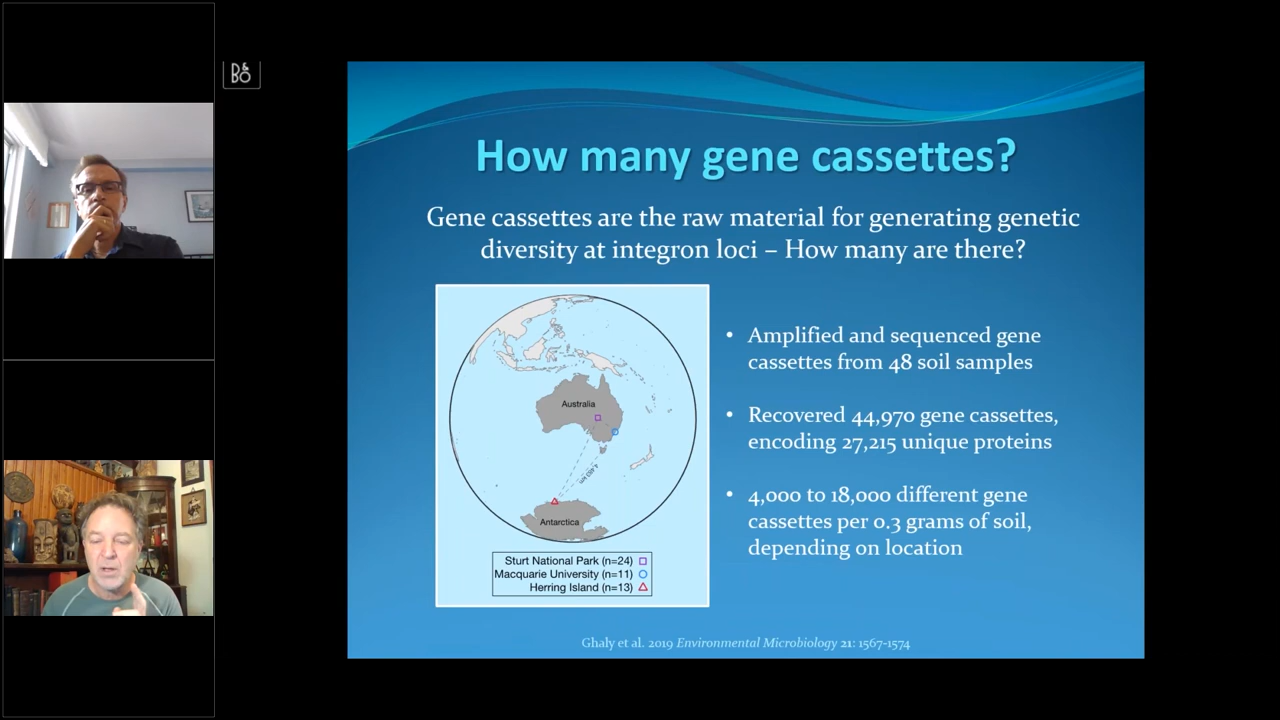 B&O
How many gene cassettes?
Gene cassettes are the raw material for generating genetic
diversity at integron loci – How many are there?
Australia
4,463 km
Antarctica
Sturt National Park (n=24)
Macquarie University (n=11)
Herring Island (n=13)
• Amplified and sequenced gene
cassettes from 48 soil samples
• Recovered 44,970 gene cassettes,
encoding 27,215 unique proteins
• 4,000 to 18,000 different gene
cassettes per 0.3 grams of soil,
depending on location
Ghaly et al. 2019 Environmental Microbiology 21: 1567-1574